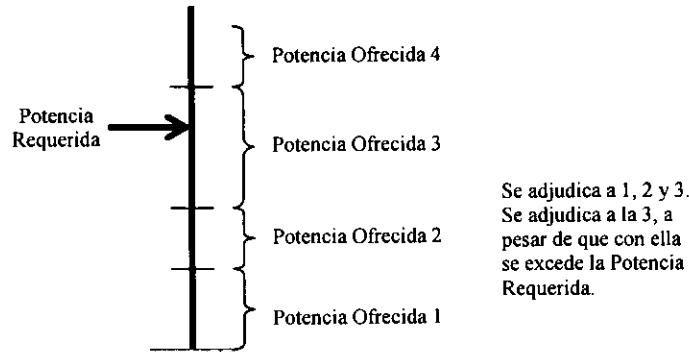 Potencia Ofrecida 4
Potencia
Requerida
Potencia Ofrecida 3
Se adjudica a 1, 2 y 3.
Se adjudica a la 3, a
pesar de que con ella
se excede la Potencia
Requerida.
Potencia Ofrecida 2
Potencia Ofrecida 1